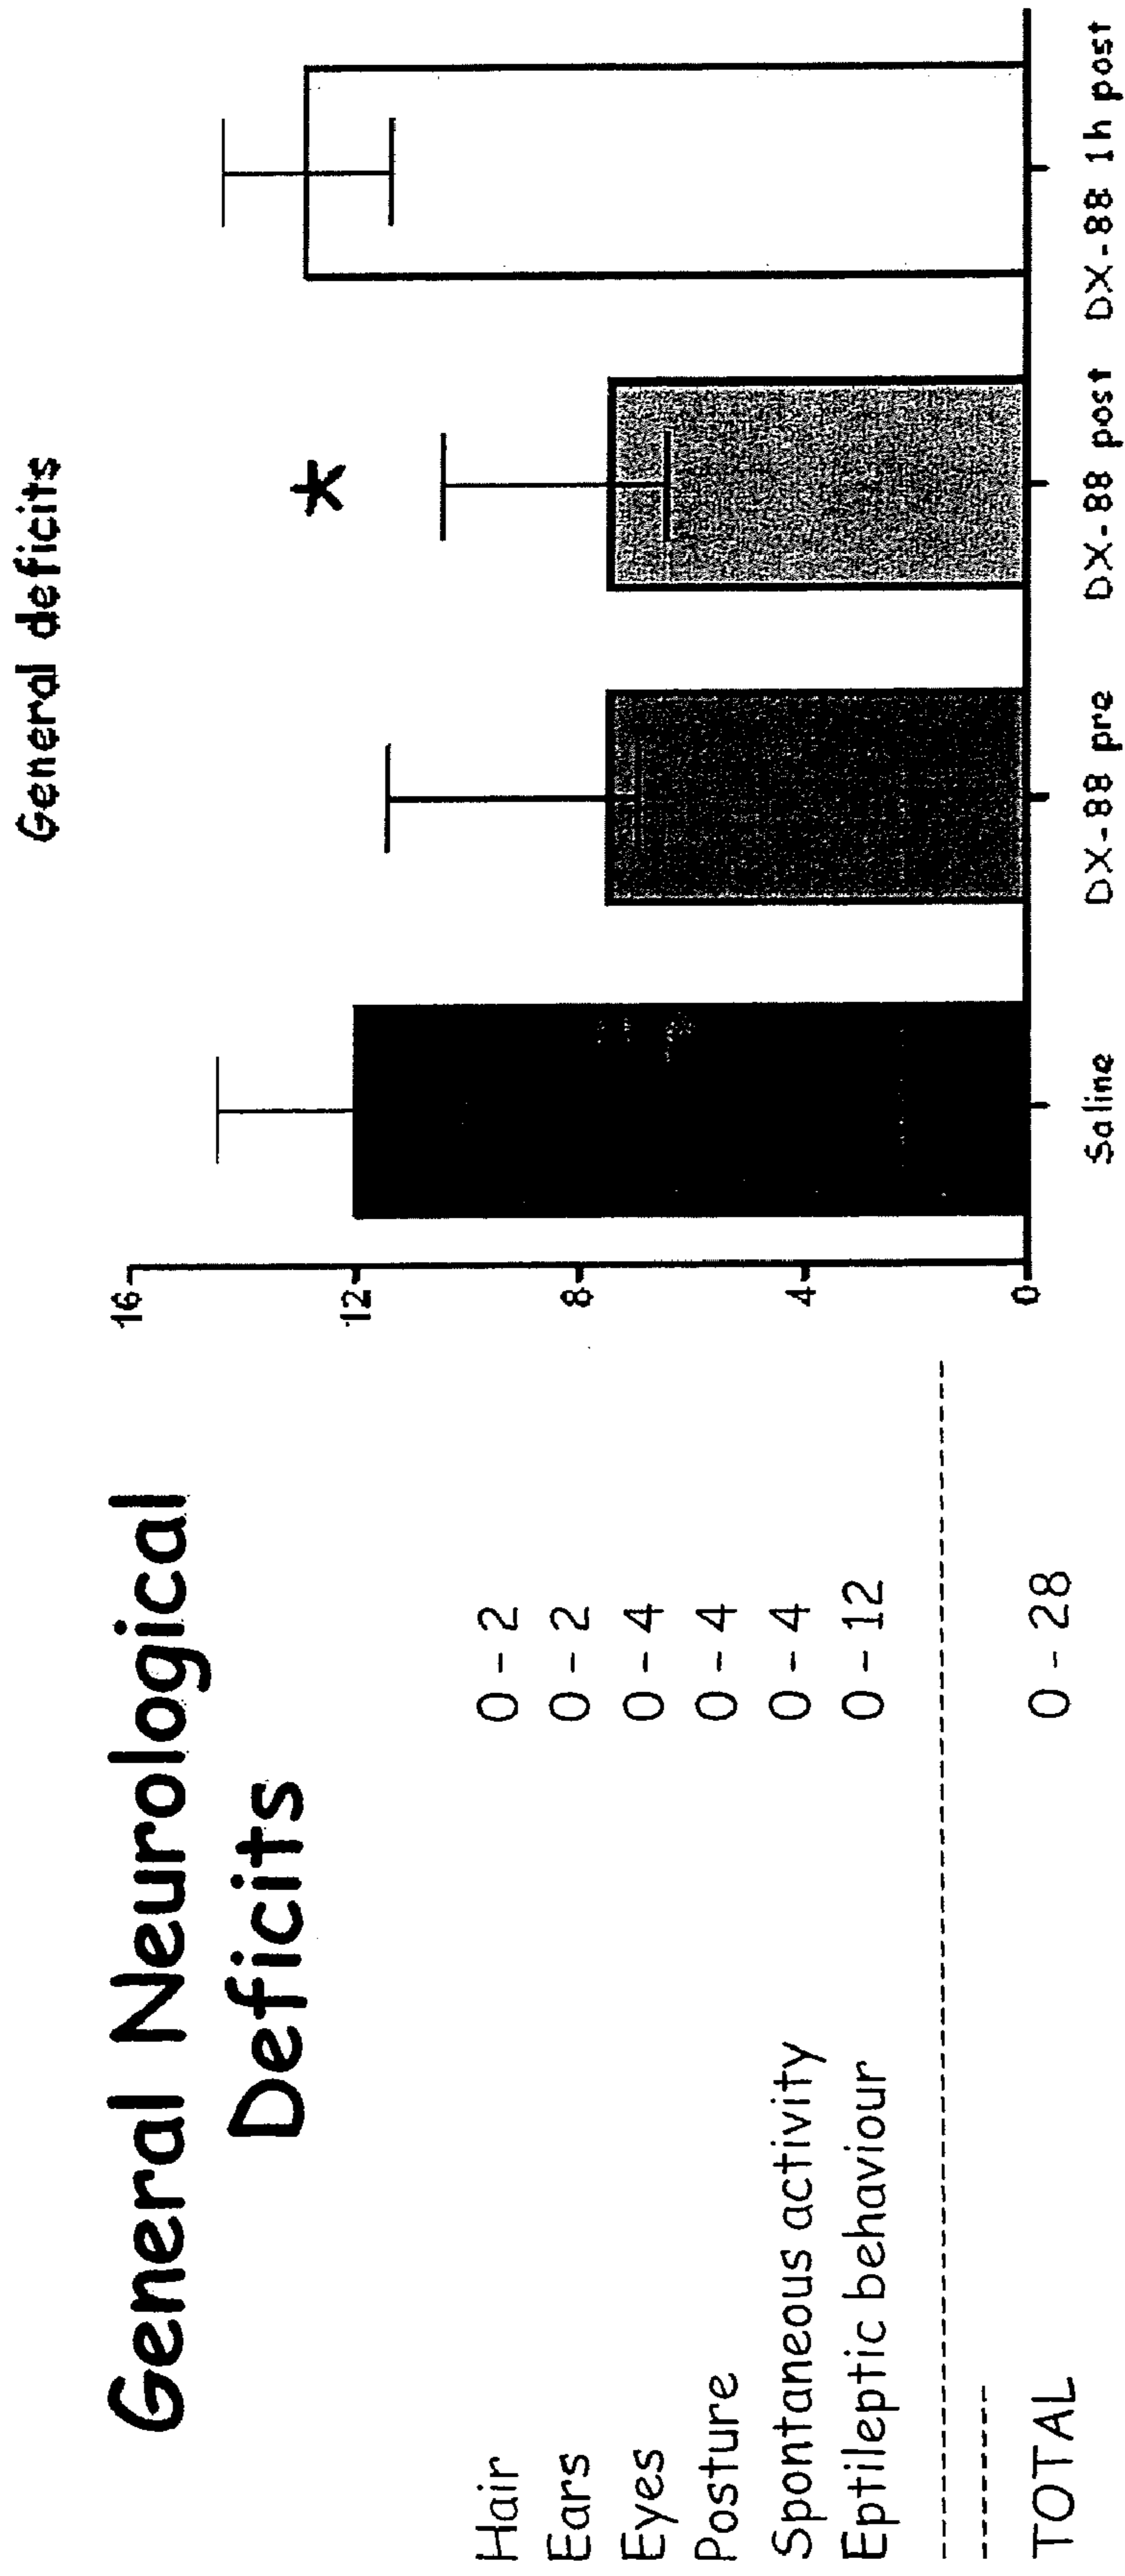 General Neurological
Deficits
Hair 0 - 2
Ears 0 - 2
Eyes 0 - 4
Posture 0 - 4
Spontaneous activity 0 - 4
Eptileptic behaviour 0 - 12
TOTAL 0 - 28
General deficits
*
16
12
8
4
0
Saline DX-88 pre DX-88 post DX-88 1h post